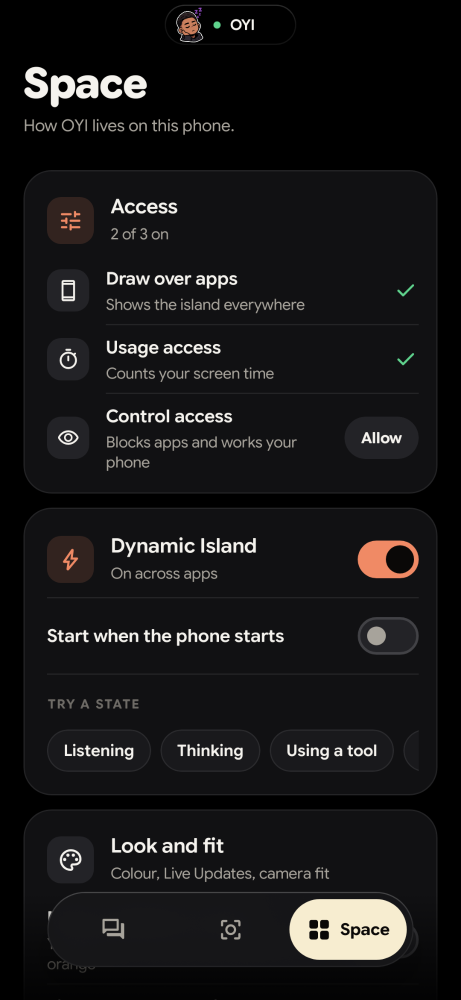 OYI
Space
How OYI lives on this phone.
Access
2 of 3 on
Draw over apps
Shows the island everywhere
Usage access
Counts your screen time
Control access
Blocks apps and works your
phone
Allow
Dynamic Island
On across apps
Start when the phone starts
TRY A STATE
Listening
Thinking
Using a tool
Look and fit
Colour, Live Updates, camera fit
Space
orange